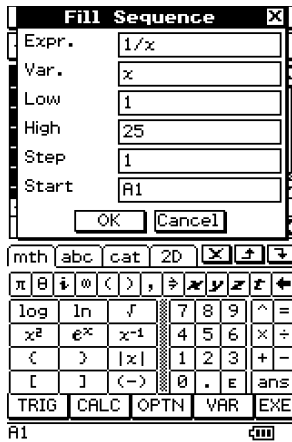 Fill Sequence X
Expr. 1/x
Var. x
Low 1
High 25
Step 1
Start A1
OK Cancel
mth abc cat 2D
π θ i ∞ ( ) , ⇒ x y z t ←
log ln √ 7 8 9 ^ =
x² eˣ x⁻¹ 4 5 6 × ÷
( ) |x| 1 2 3 + −
[ ] (−) 0 . E ans
TRIG CALC OPTN VAR EXE
A1